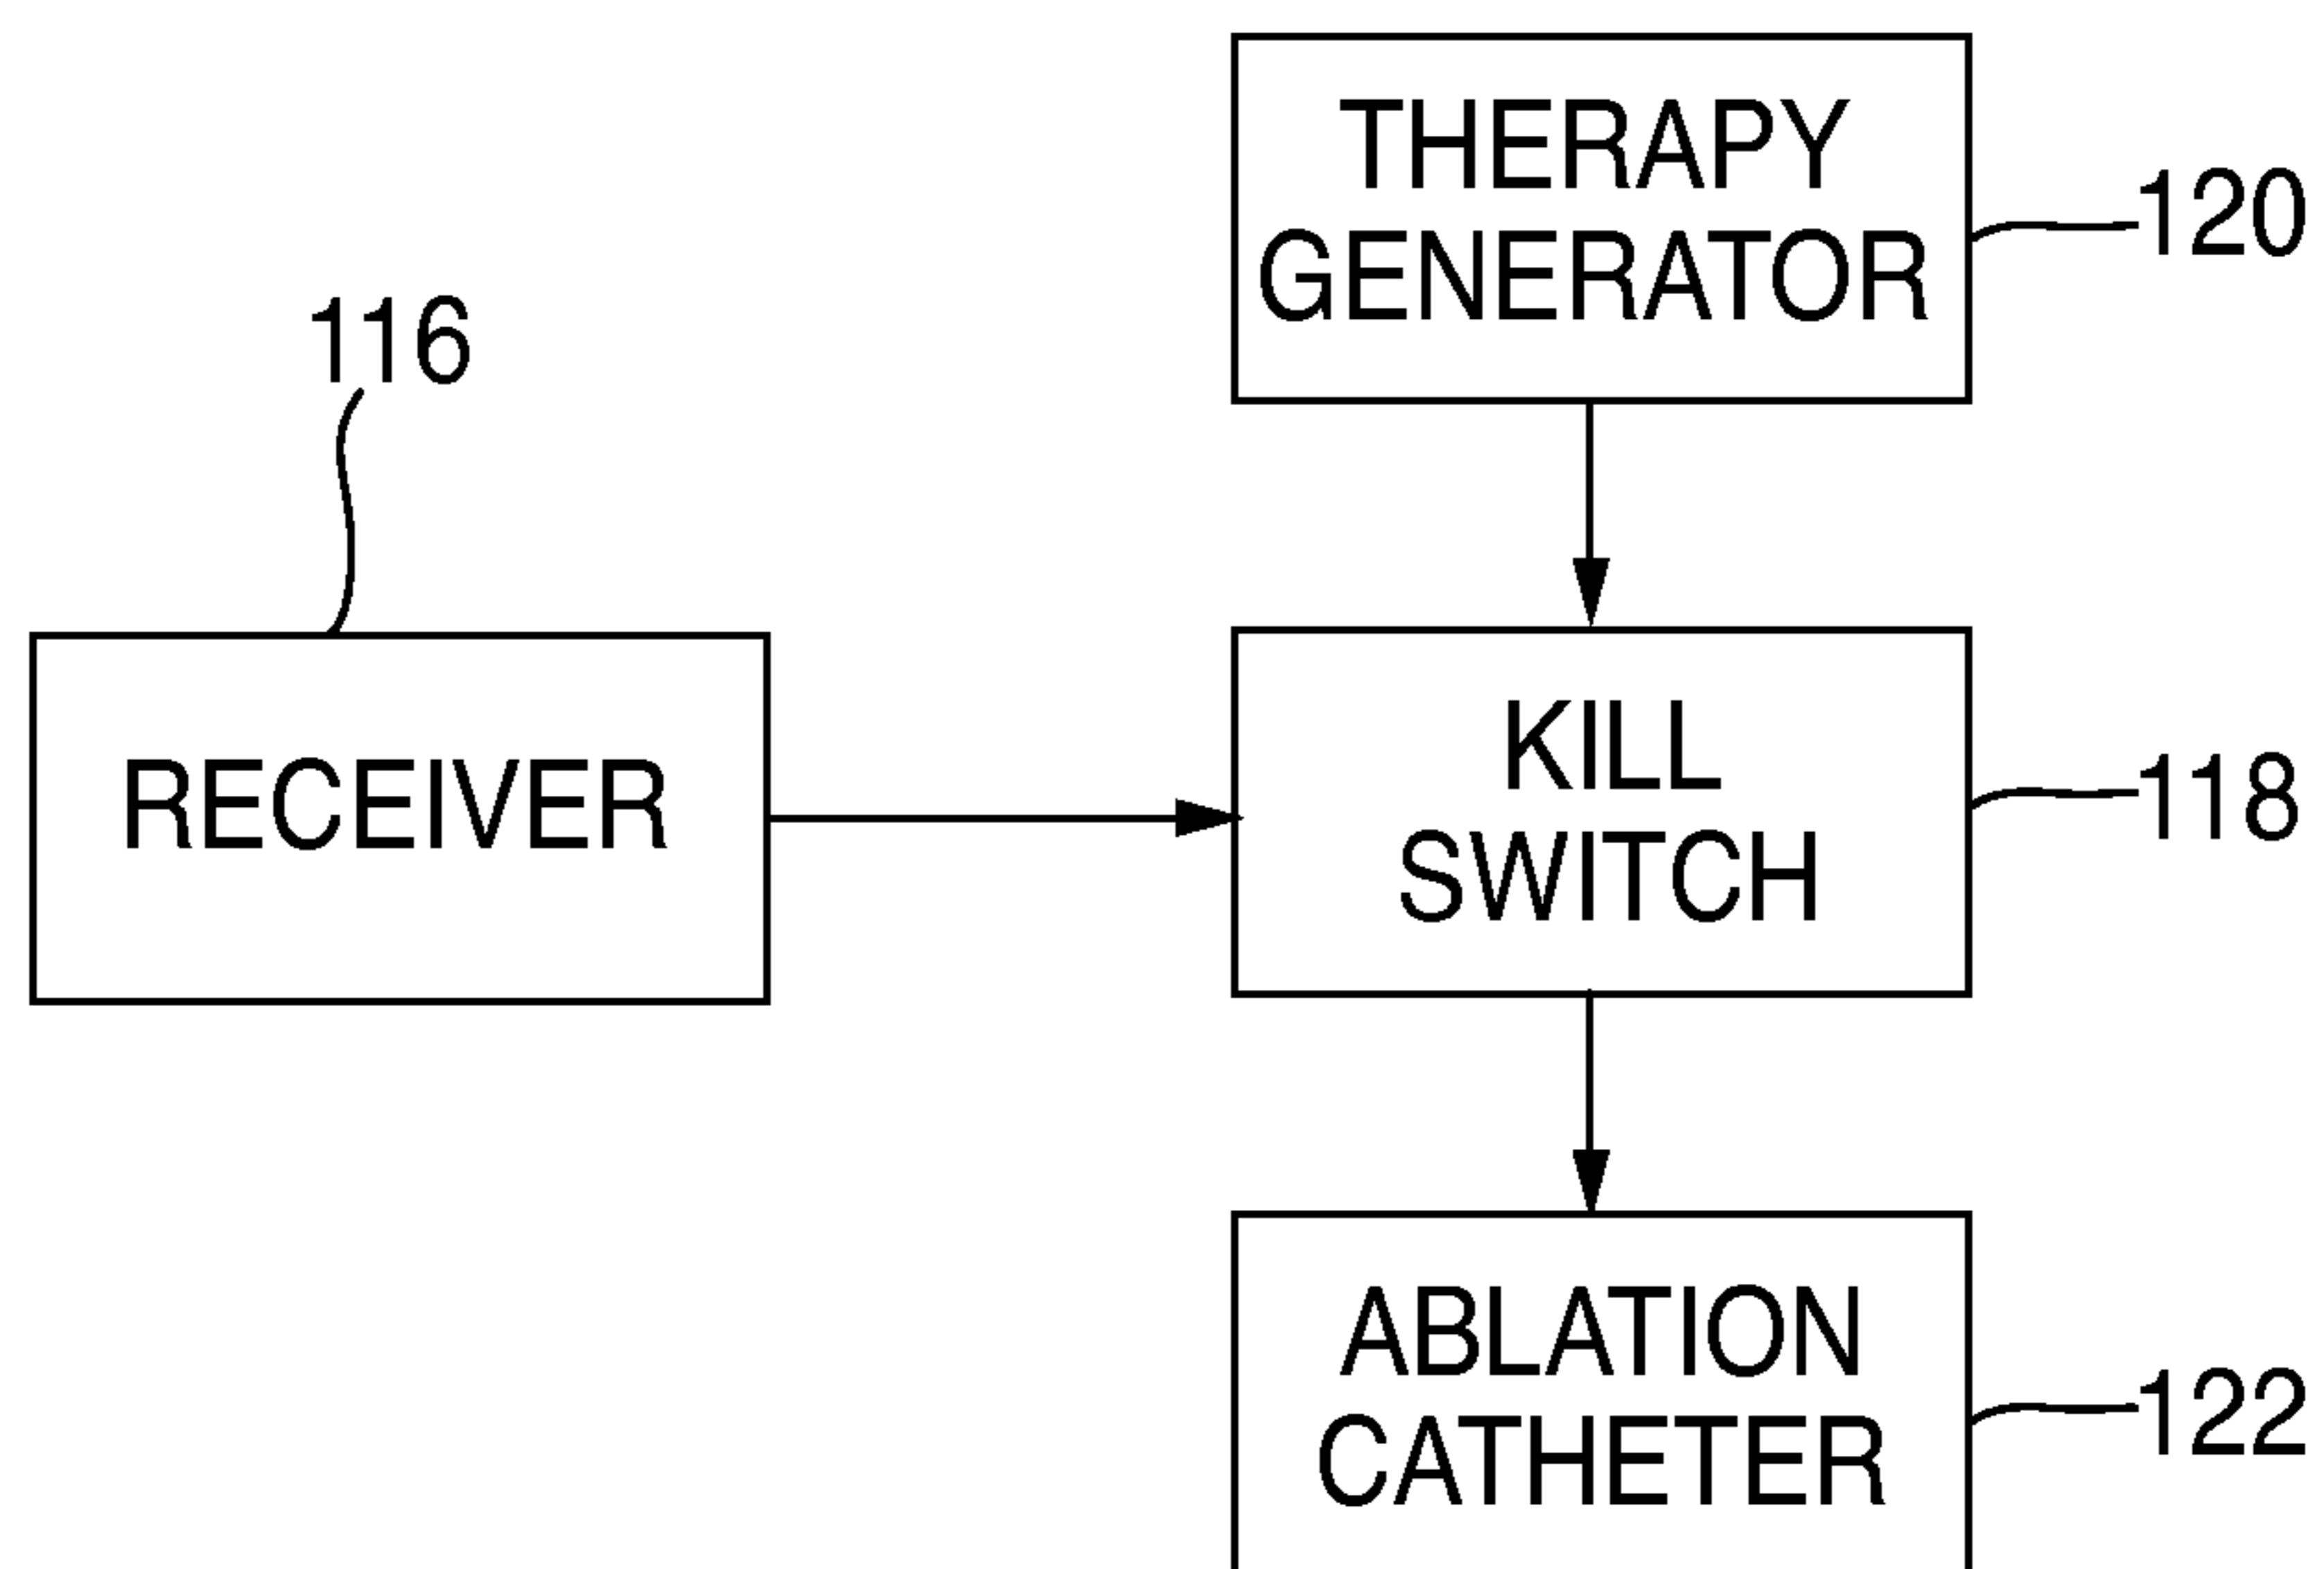 THERAPY
GENERATOR
120
116
RECEIVER
KILL
SWITCH
118
ABLATION
CATHETER
122